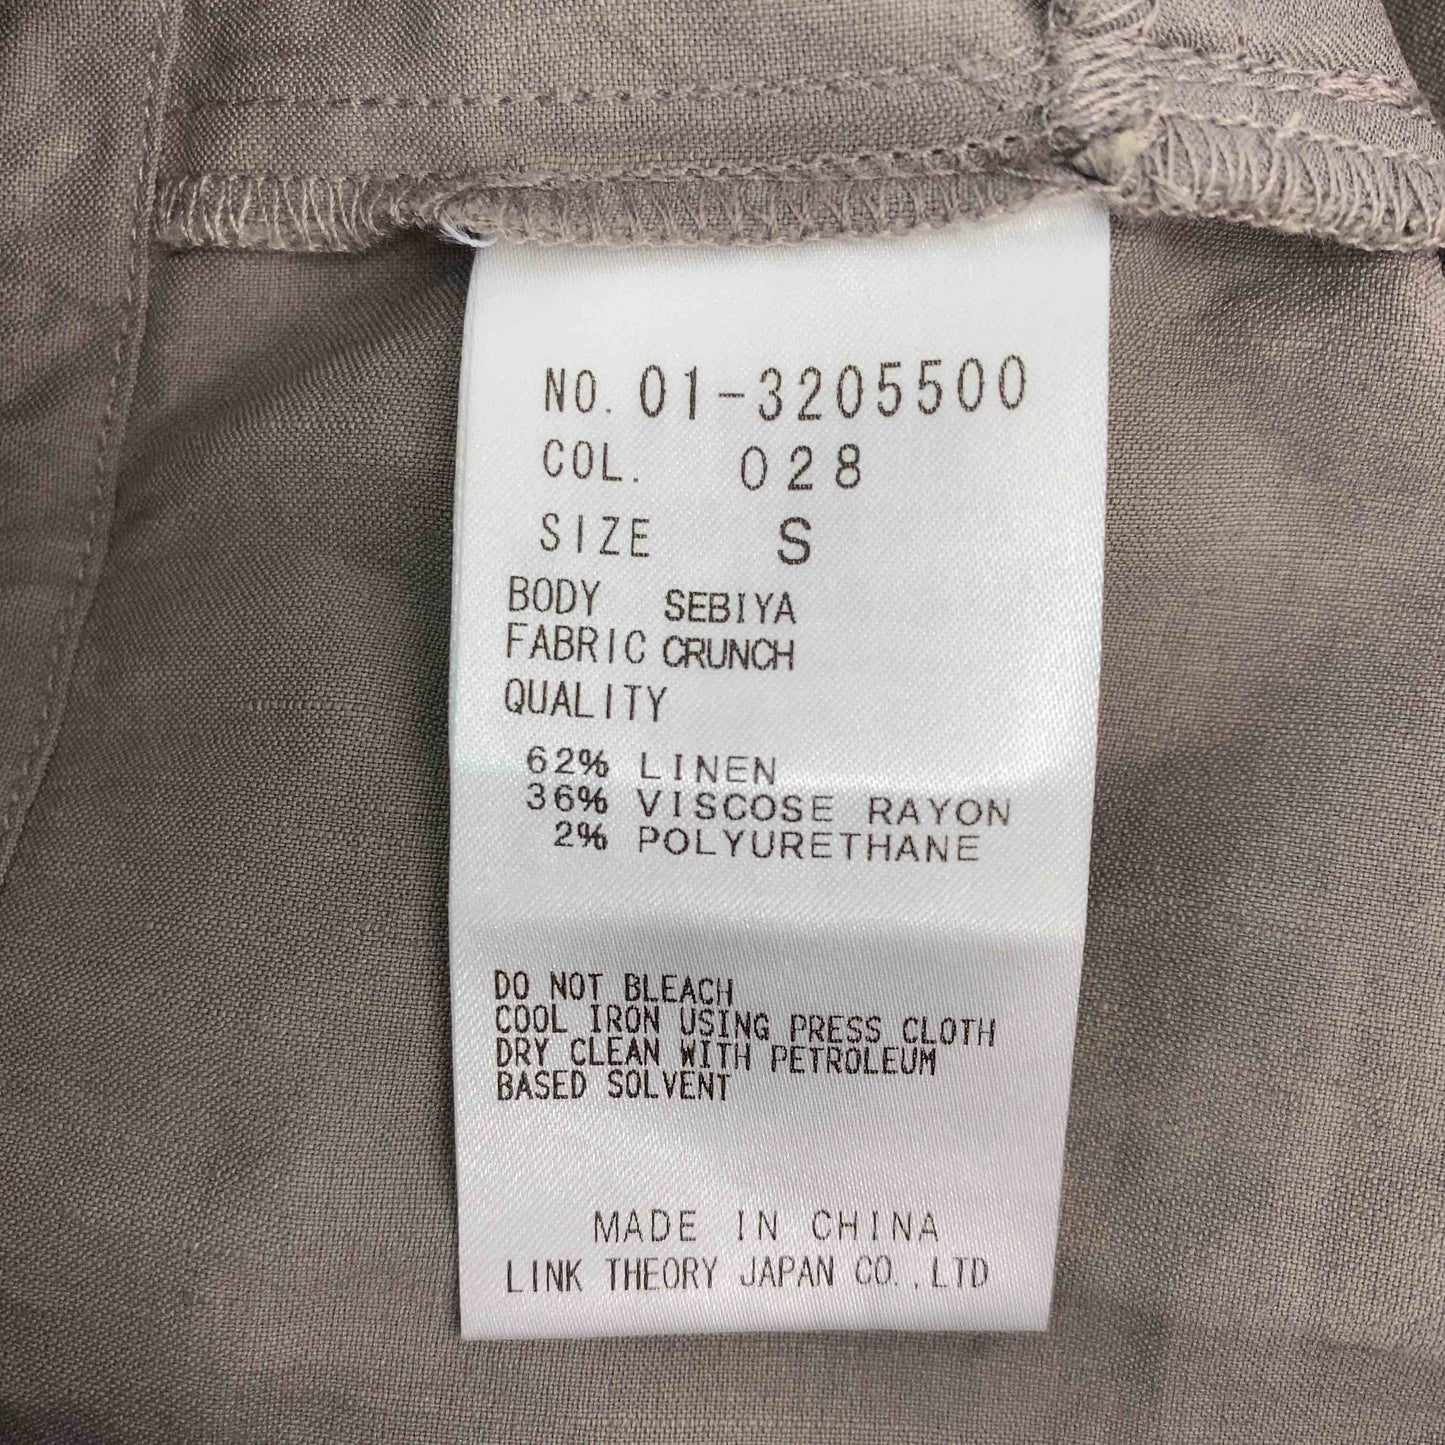 NO. 01-3205500
COL. 028
SIZE S
BODY SEBIYA
FABRIC CRUNCH
QUALITY
62% LINEN
36% VISCOSE RAYON
2% POLYURETHANE
DO NOT BLEACH
COOL IRON USING PRESS CLOTH
DRY CLEAN WITH PETROLEUM
BASED SOLVENT
MADE IN CHINA
LINK THEORY JAPAN CO.,LTD